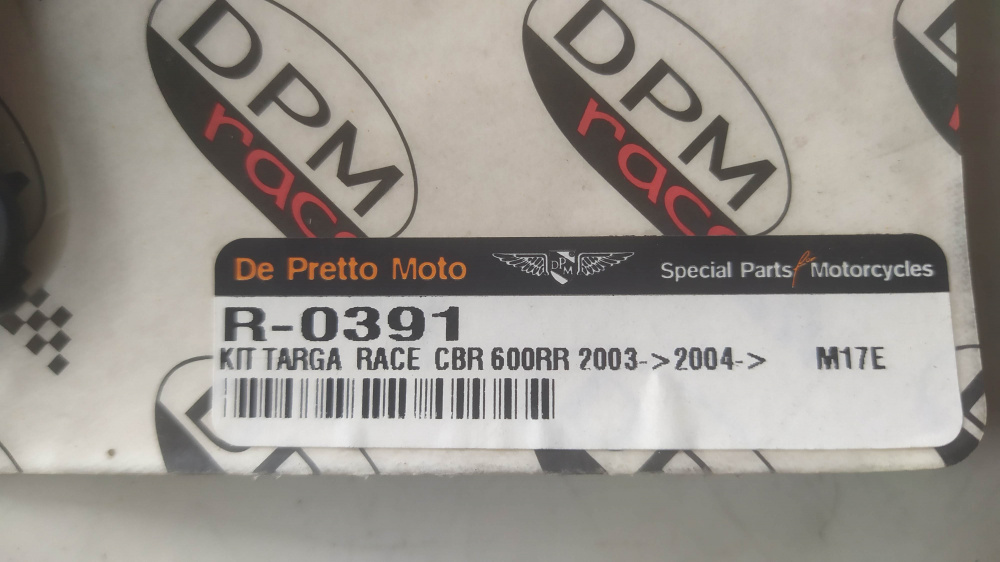 DPM
race
DPM
race
De Pretto Moto
DPM
Special Parts for Motorcycles
R-0391
KIT TARGA RACE CBR 600RR 2003->2004-> M17E